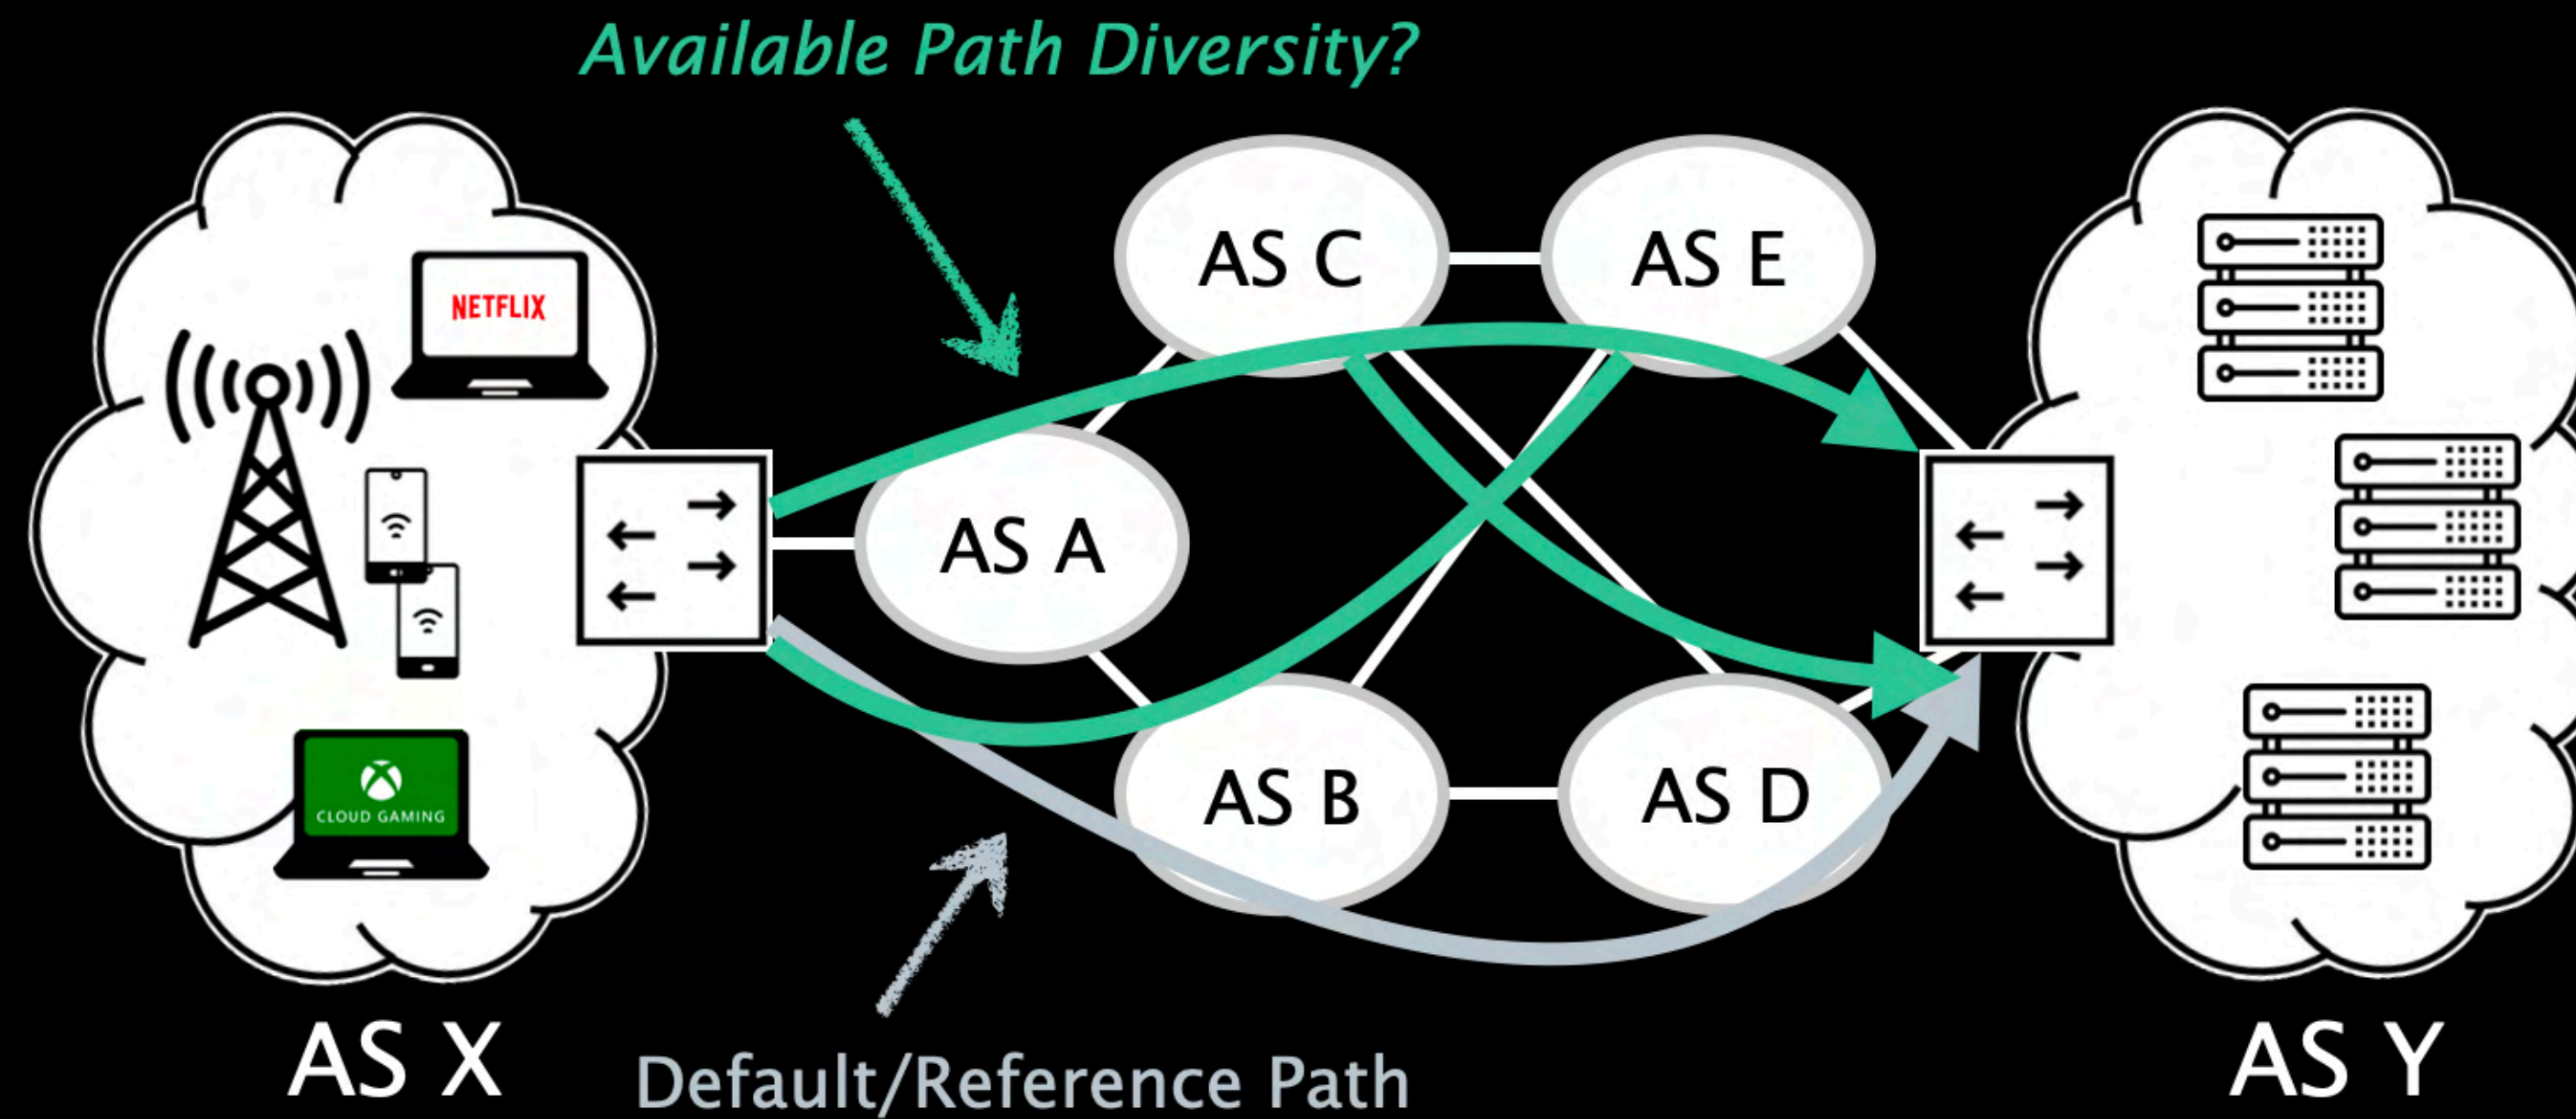 Available Path Diversity?
AS C
AS E
NETFLIX
AS A
AS B
AS D
CLOUD GAMING
AS X
AS Y
Default/Reference Path